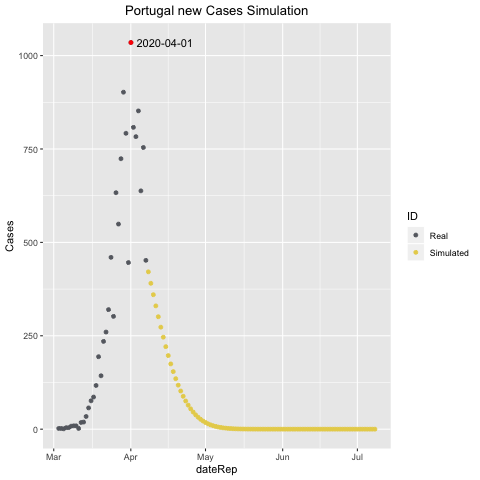 Portugal new Cases Simulation
1000
750
500
250
0
Cases
2020-04-01
Mar
Apr
May
Jun
Jul
dateRep
ID
Real
Simulated